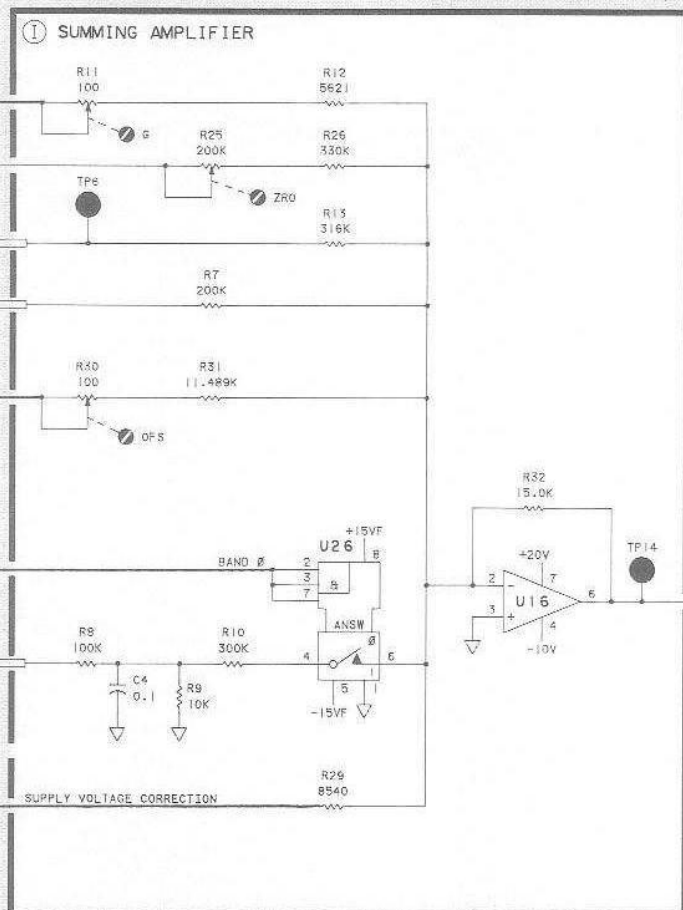 I SUMMING AMPLIFIER
R11
100
R12
5621
G
R25
200K
R26
330K
TP6
ZRO
R13
316K
R7
200K
R30
100
R31
11.489K
OFS
R32
15.0K
+15VF
U26
8
BAND Ø
2
3
7
&
+20V
7
TP14
2
-
U16
6
3
+
4
-10V
ANSW
Ø
R8
100K
R10
300K
4
6
1
C4
0.1
R9
10K
5
1
-15VF
R29
8540
SUPPLY VOLTAGE CORRECTION